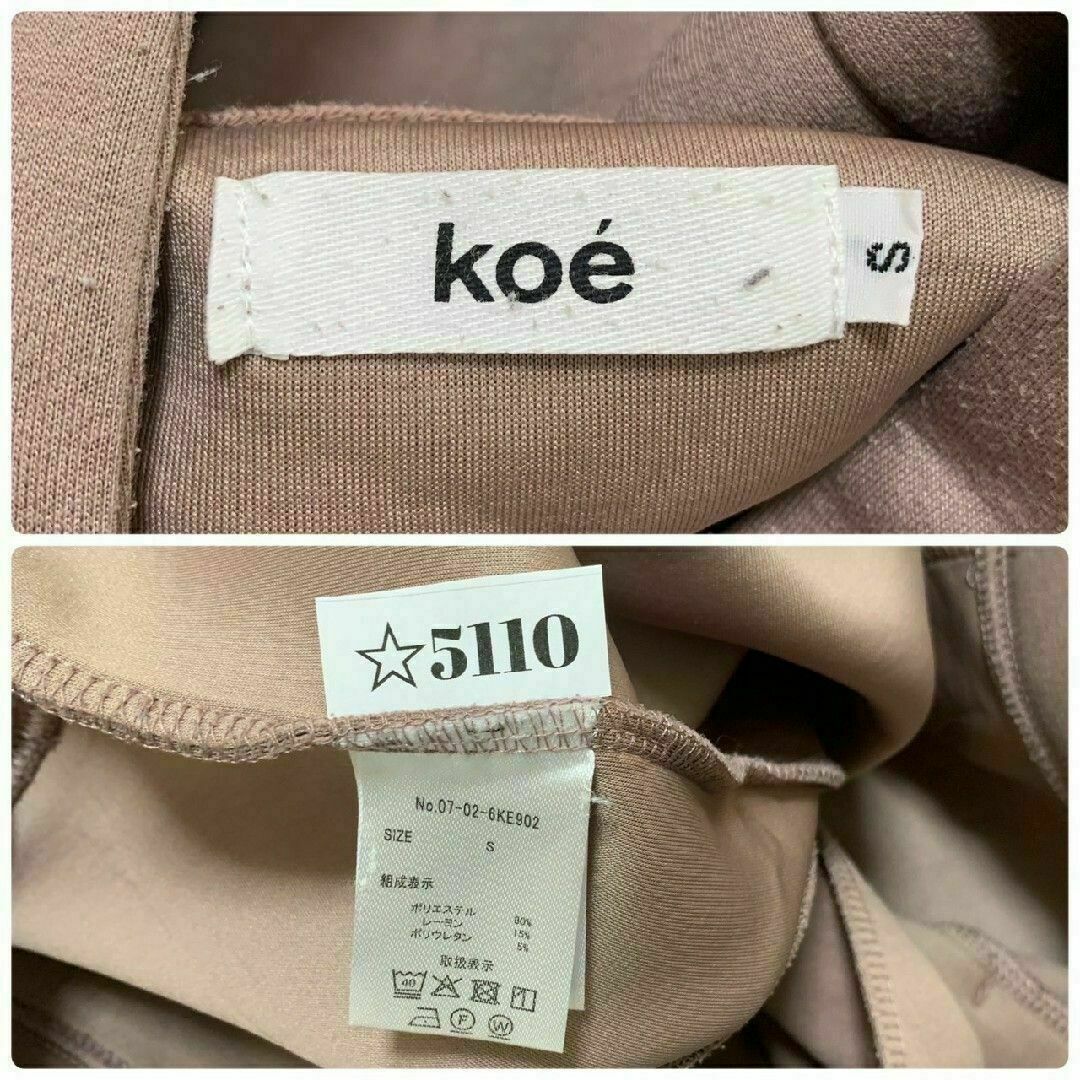 koé
S
☆5110
No.07-02-6KE902
SIZE S
組成表示
ポリエステル 80%
レーヨン 15%
ポリウレタン 5%
取扱表示
40
F W